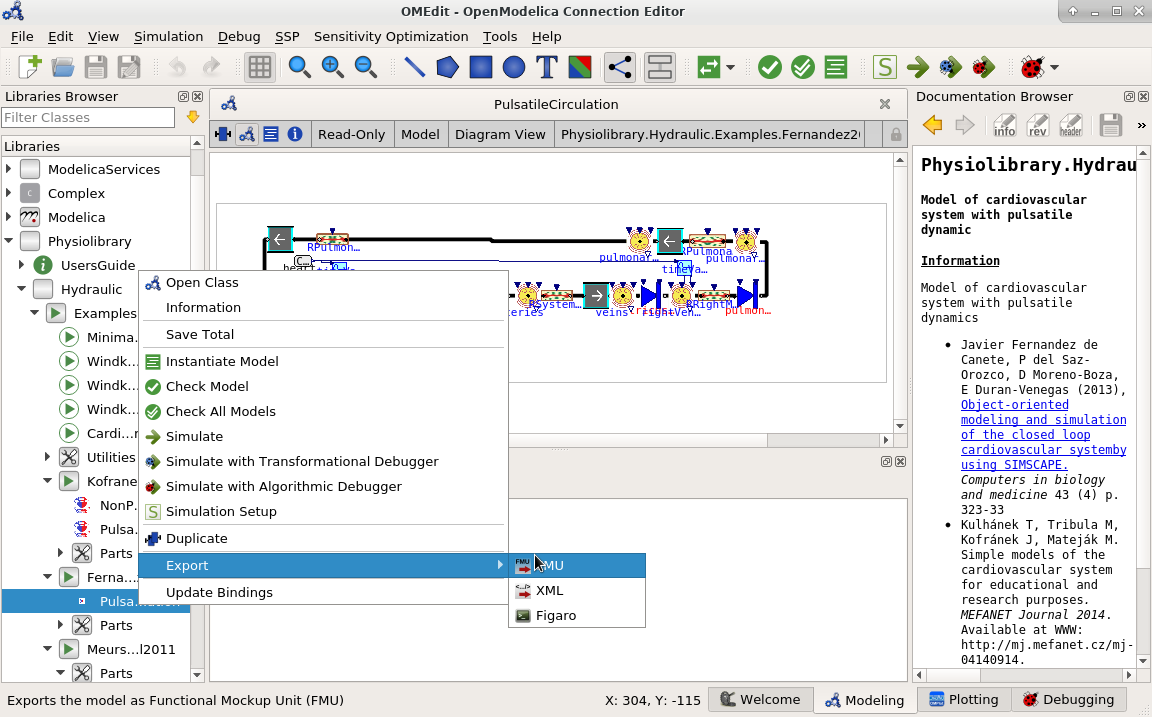 OMEdit - OpenModelica Connection Editor
File Edit View Simulation Debug SSP Sensitivity Optimization Tools Help
Libraries Browser
Filter Classes
Libraries
ModelicaServices
Complex
Modelica
Physiolibrary
UsersGuide
Hydraulic
Examples
Minima...
Windk...
Windk...
Windk...
Cardi...
Utilities
Kofrane
NonP.
Pulsa.
Parts
Ferna...
Pulsa...
Parts
Meurs...l2011
Parts
PulsatileCirculation
Read-Only Model Diagram View Physiolibrary.Hydraulic.Examples.Fernandez2
RPulmon...
pulmonaY...
RPulmona
pulmonar...
heart
timeVa...
eries
RSystem...
veins
rightVen...
RRightM...
pulmon...
Open Class
Information
Save Total
Instantiate Model
Check Model
Check All Models
Simulate
Simulate with Transformational Debugger
Simulate with Algorithmic Debugger
Simulation Setup
Duplicate
Export
Update Bindings
FMU MU
XML
Figaro
Documentation Browser
info rev header »
Physiolibrary.Hydrau
Model of cardiovascular
system with pulsatile
dynamic
Information
Model of cardiovascular
system with pulsatile
dynamics
Javier Fernandez de
Canete, P del Saz-
Orozco, D Moreno-Boza,
E Duran-Venegas (2013),
Object-oriented
modeling and simulation
of the closed loop
cardiovascular systemby
using SIMSCAPE.
Computers in biology
and medicine 43 (4) p.
323-33
Kulhánek T, Tribula M,
Kofránek J, Mateják M.
Simple models of the
cardiovascular system
for educational and
research purposes.
MEFANET Journal 2014.
Available at WWW:
http://mj.mefanet.cz/mj-
04140914.
Exports the model as Functional Mockup Unit (FMU)
X: 304, Y: -115
Welcome Modeling Plotting Debugging